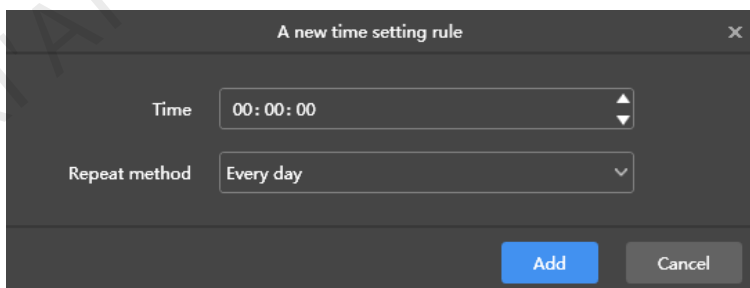 A new time setting rule
Time 00:00:00
Repeat method Every day
Add Cancel